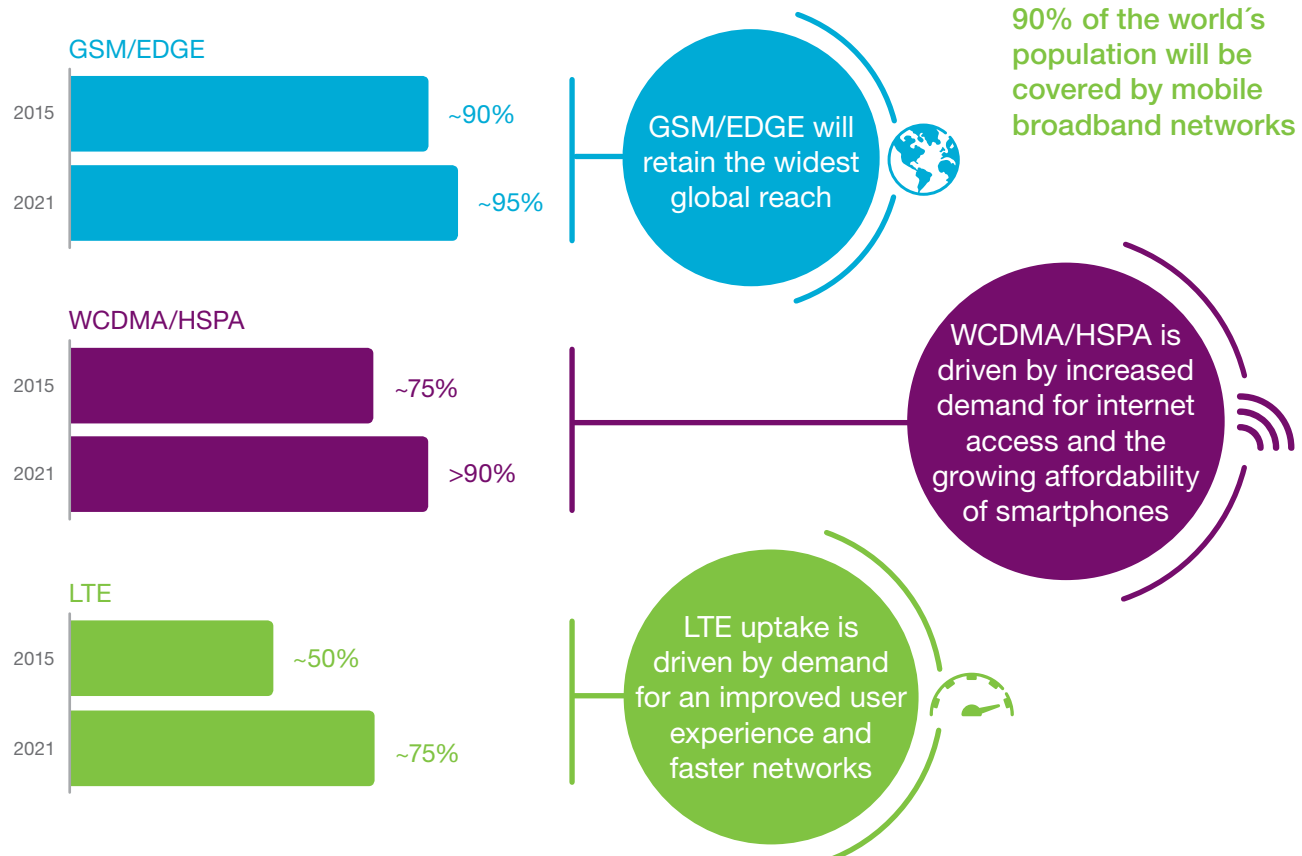 90% of the world´s
population will be
covered by mobile
broadband networks
GSM/EDGE
2015
~90%
2021
~95%
GSM/EDGE will
retain the widest
global reach
WCDMA/HSPA
2015
~75%
2021
>90%
WCDMA/HSPA is
driven by increased
demand for internet
access and the
growing affordability
of smartphones
LTE
2015
~50%
2021
~75%
LTE uptake is
driven by demand
for an improved user
experience and
faster networks